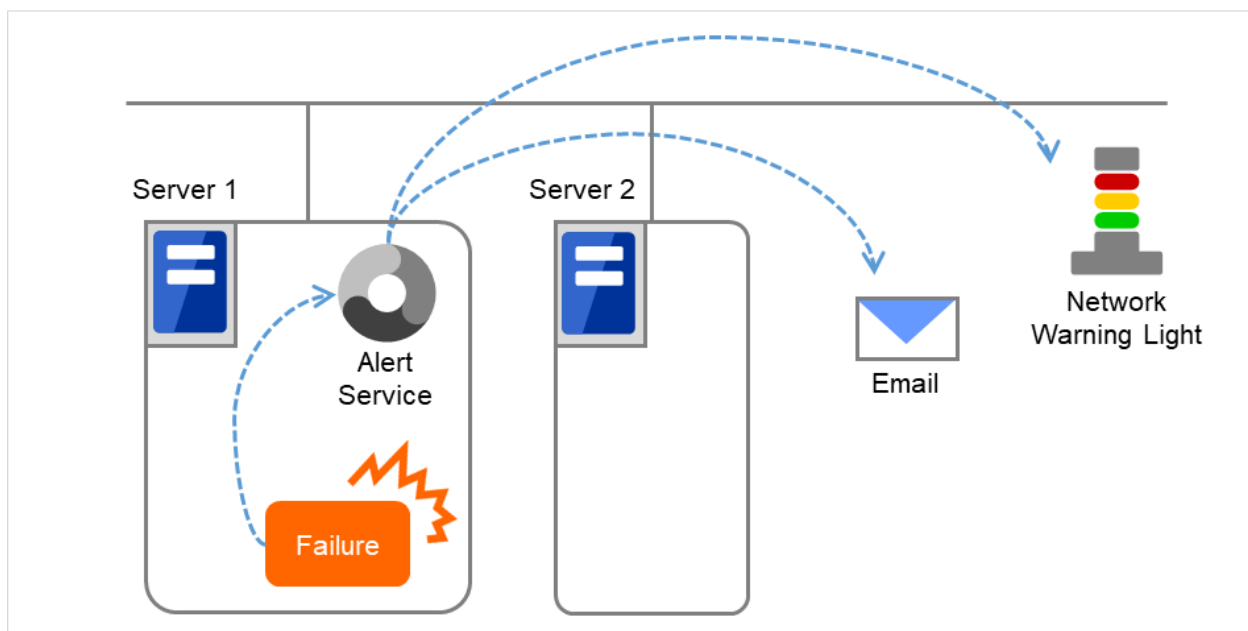 Server 1
Server 2
Alert
Service
Network
Warning Light
Email
Failure